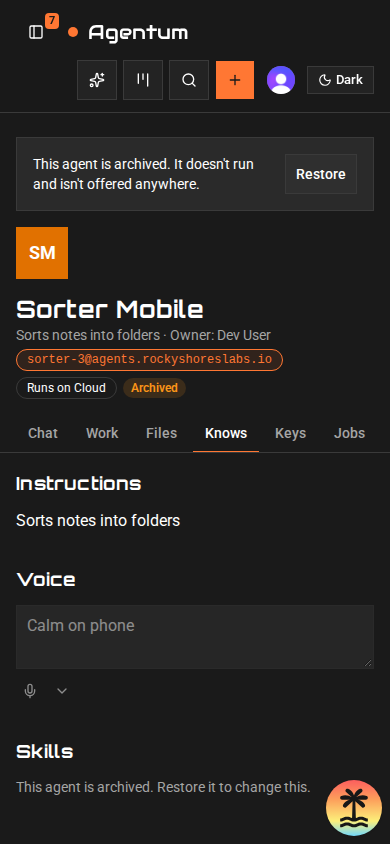 7
Agentum
Dark
This agent is archived. It doesn't run
and isn't offered anywhere.
Restore
SM
Sorter Mobile
Sorts notes into folders · Owner: Dev User
sorter-3@agents.rockyshoreslabs.io
Runs on Cloud
Archived
Chat Work Files Knows Keys Jobs
Instructions
Sorts notes into folders
Voice
Calm on phone
Skills
This agent is archived. Restore it to change this.